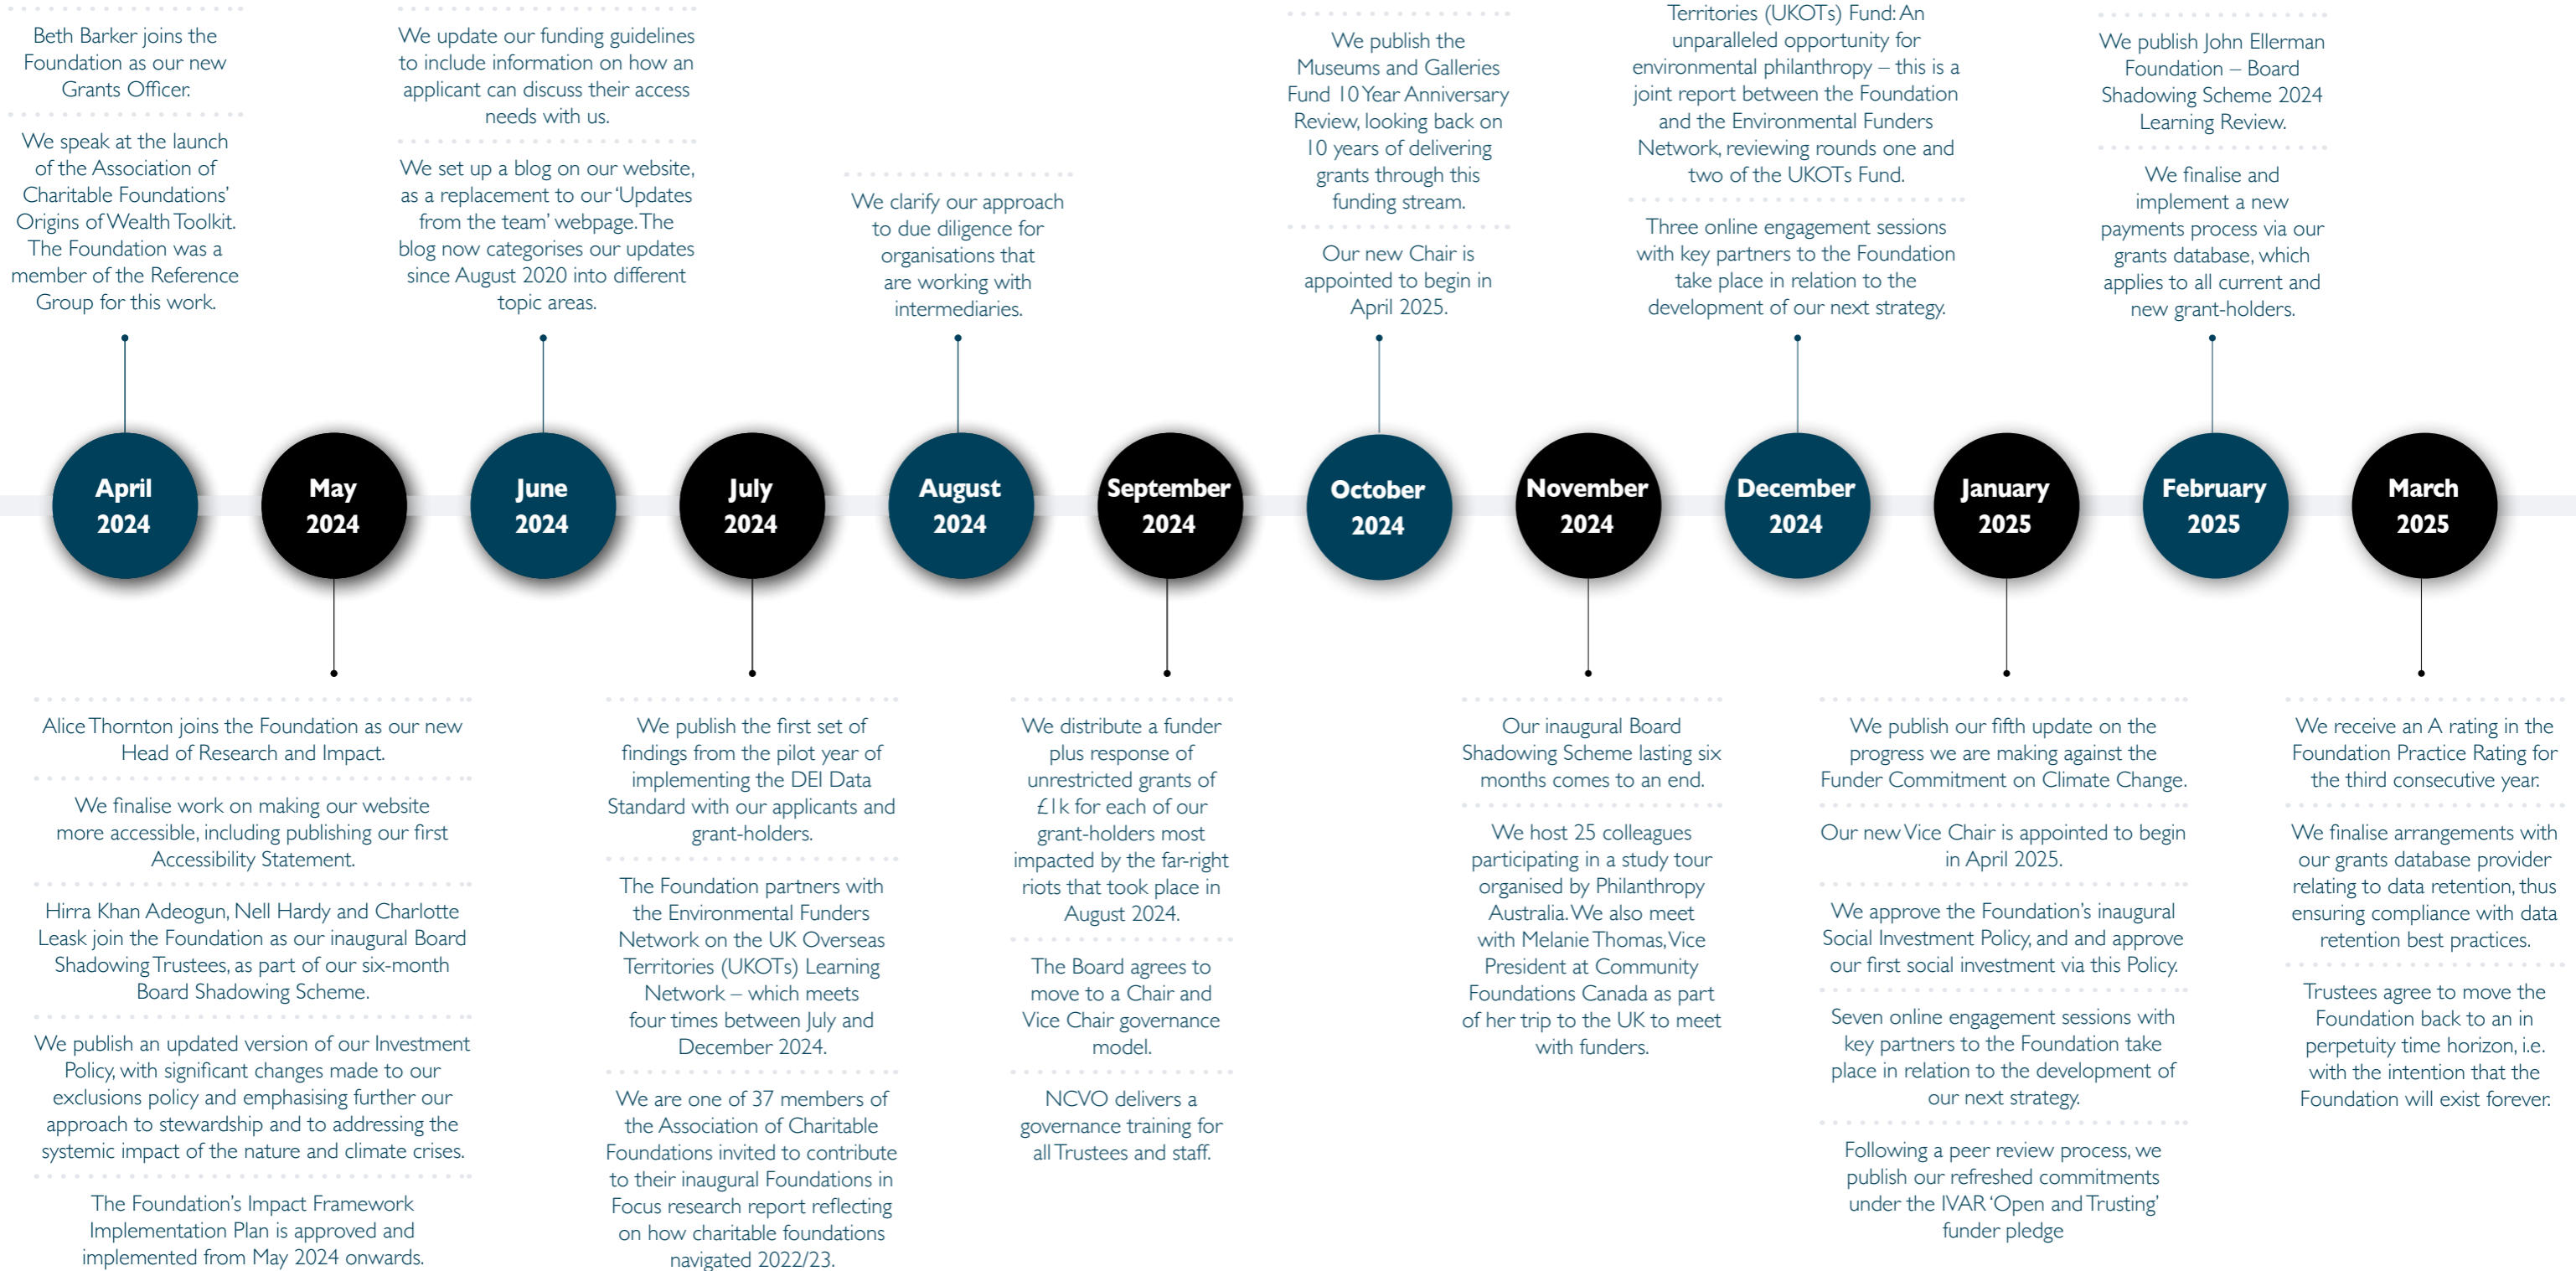 Beth Barker joins the
Foundation as our new
Grants Officer.
We speak at the launch
of the Association of
Charitable Foundations'
Origins of Wealth Toolkit.
The Foundation was a
member of the Reference
Group for this work.
We update our funding guidelines
to include information on how an
applicant can discuss their access
needs with us.
We set up a blog on our website,
as a replacement to our 'Updates
from the team' webpage. The
blog now categorises our updates
since August 2020 into different
topic areas.
We clarify our approach
to due diligence for
organisations that
are working with
intermediaries.
We publish the
Museums and Galleries
Fund 10 Year Anniversary
Review, looking back on
10 years of delivering
grants through this
funding stream.
Our new Chair is
appointed to begin in
April 2025.
Territories (UKOTs) Fund: An
unparalleled opportunity for
environmental philanthropy – this is a
joint report between the Foundation
and the Environmental Funders
Network, reviewing rounds one and
two of the UKOTs Fund.
Three online engagement sessions
with key partners to the Foundation
take place in relation to the
development of our next strategy.
We publish John Ellerman
Foundation – Board
Shadowing Scheme 2024
Learning Review.
We finalise and
implement a new
payments process via our
grants database, which
applies to all current and
new grant-holders.
April
2024
May
2024
June
2024
July
2024
August
2024
September
2024
October
2024
November
2024
December
2024
January
2025
February
2025
March
2025
Alice Thornton joins the Foundation as our new
Head of Research and Impact.
We finalise work on making our website
more accessible, including publishing our first
Accessibility Statement.
Hirra Khan Adeogun, Nell Hardy and Charlotte
Leask join the Foundation as our inaugural Board
Shadowing Trustees, as part of our six-month
Board Shadowing Scheme.
We publish an updated version of our Investment
Policy, with significant changes made to our
exclusions policy and emphasising further our
approach to stewardship and to addressing the
systemic impact of the nature and climate crises.
The Foundation's Impact Framework
Implementation Plan is approved and
implemented from May 2024 onwards.
We publish the first set of
findings from the pilot year of
implementing the DEI Data
Standard with our applicants and
grant-holders.
The Foundation partners with
the Environmental Funders
Network on the UK Overseas
Territories (UKOTs) Learning
Network – which meets
four times between July and
December 2024.
We are one of 37 members of
the Association of Charitable
Foundations invited to contribute
to their inaugural Foundations in
Focus research report reflecting
on how charitable foundations
navigated 2022/23.
We distribute a funder
plus response of
unrestricted grants of
£1k for each of our
grant-holders most
impacted by the far-right
riots that took place in
August 2024.
The Board agrees to
move to a Chair and
Vice Chair governance
model.
NCVO delivers a
governance training for
all Trustees and staff.
Our inaugural Board
Shadowing Scheme lasting six
months comes to an end.
We host 25 colleagues
participating in a study tour
organised by Philanthropy
Australia. We also meet
with Melanie Thomas, Vice
President at Community
Foundations Canada as part
of her trip to the UK to meet
with funders.
We publish our fifth update on the
progress we are making against the
Funder Commitment on Climate Change.
Our new Vice Chair is appointed to begin
in April 2025.
We approve the Foundation's inaugural
Social Investment Policy, and and approve
our first social investment via this Policy.
Seven online engagement sessions with
key partners to the Foundation take
place in relation to the development of
our next strategy.
Following a peer review process, we
publish our refreshed commitments
under the IVAR 'Open and Trusting'
funder pledge
We receive an A rating in the
Foundation Practice Rating for
the third consecutive year.
We finalise arrangements with
our grants database provider
relating to data retention, thus
ensuring compliance with data
retention best practices.
Trustees agree to move the
Foundation back to an in
perpetuity time horizon, i.e.
with the intention that the
Foundation will exist forever.